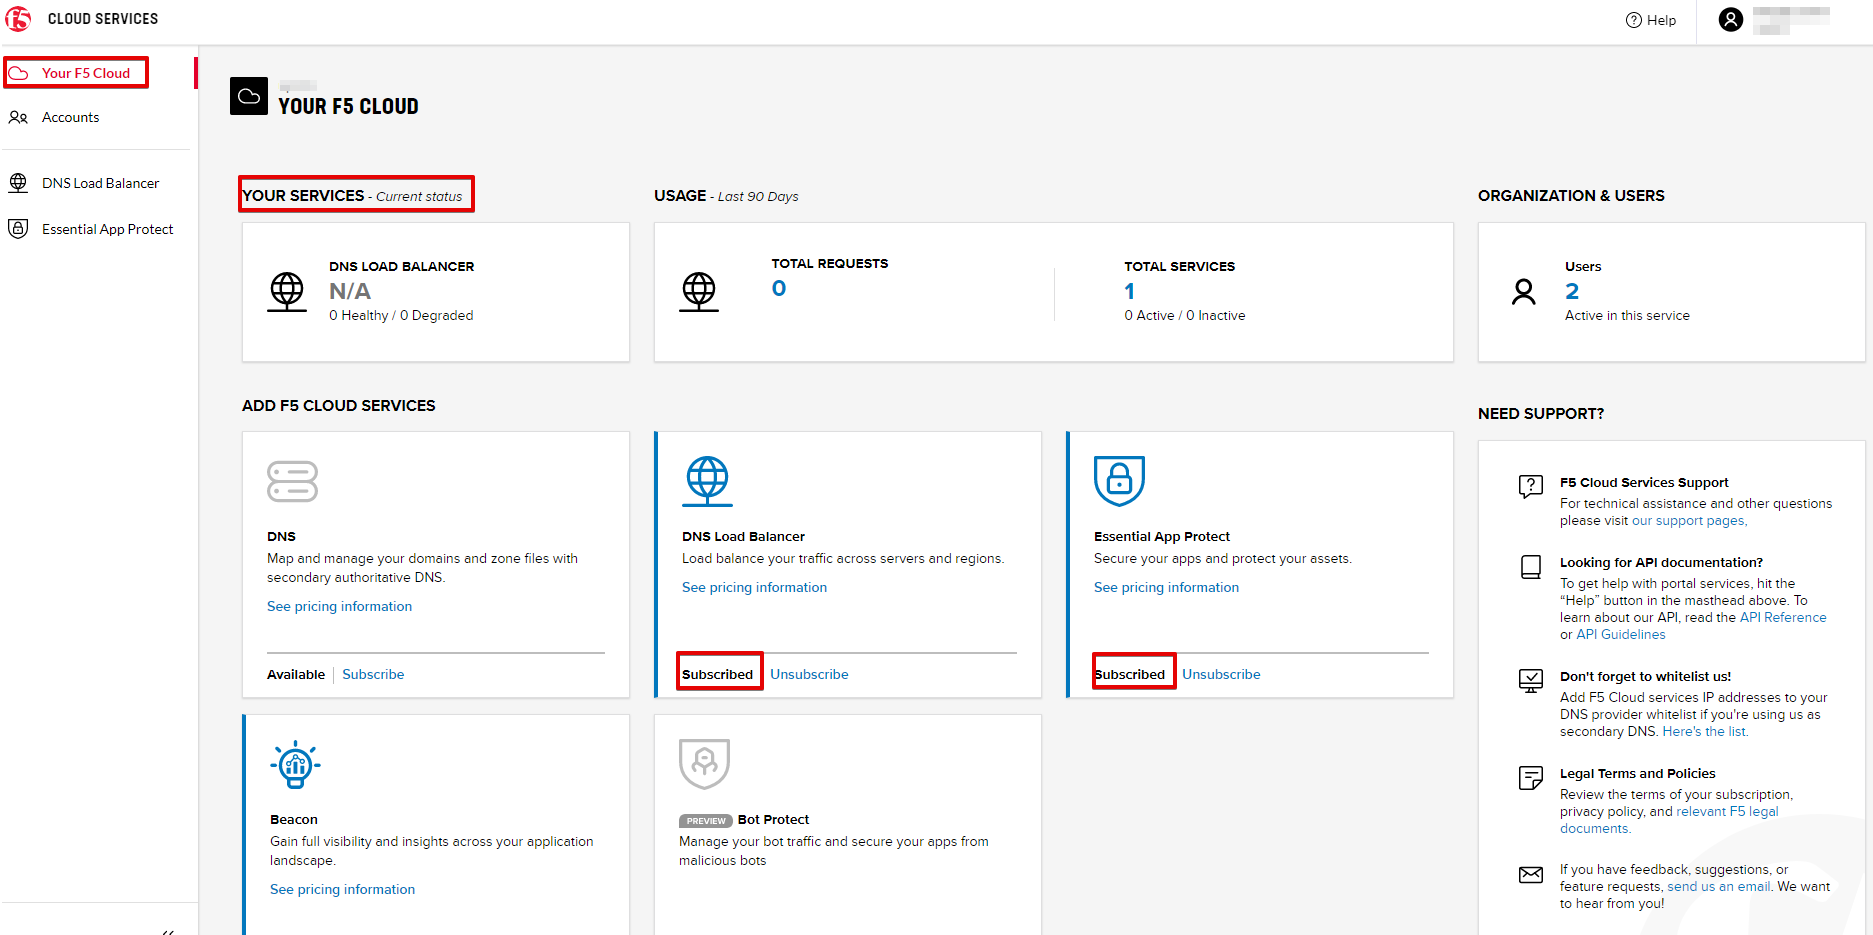 f5 CLOUD SERVICES
Help
Your F5 Cloud
Accounts
DNS Load Balancer
Essential App Protect
YOUR F5 CLOUD
YOUR SERVICES - Current status
DNS LOAD BALANCER
N/A
0 Healthy / 0 Degraded
USAGE - Last 90 Days
TOTAL REQUESTS
0
TOTAL SERVICES
1
0 Active / 0 Inactive
ORGANIZATION & USERS
Users
2
Active in this service
ADD F5 CLOUD SERVICES
DNS
Map and manage your domains and zone files with
secondary authoritative DNS.
See pricing information
Available Subscribe
DNS Load Balancer
Load balance your traffic across servers and regions.
See pricing information
Subscribed Unsubscribe
Essential App Protect
Secure your apps and protect your assets.
See pricing information
Subscribed Unsubscribe
Beacon
Gain full visibility and insights across your application
landscape.
See pricing information
PREVIEW Bot Protect
Manage your bot traffic and secure your apps from
malicious bots
NEED SUPPORT?
F5 Cloud Services Support
For technical assistance and other questions
please visit our support pages,
Looking for API documentation?
To get help with portal services, hit the
“Help” button in the masthead above. To
learn about our API, read the API Reference
or API Guidelines
Don't forget to whitelist us!
Add F5 Cloud services IP addresses to your
DNS provider whitelist if you're using us as
secondary DNS. Here's the list.
Legal Terms and Policies
Review the terms of your subscription,
privacy policy, and relevant F5 legal
documents.
If you have feedback, suggestions, or
feature requests, send us an email. We want
to hear from you!